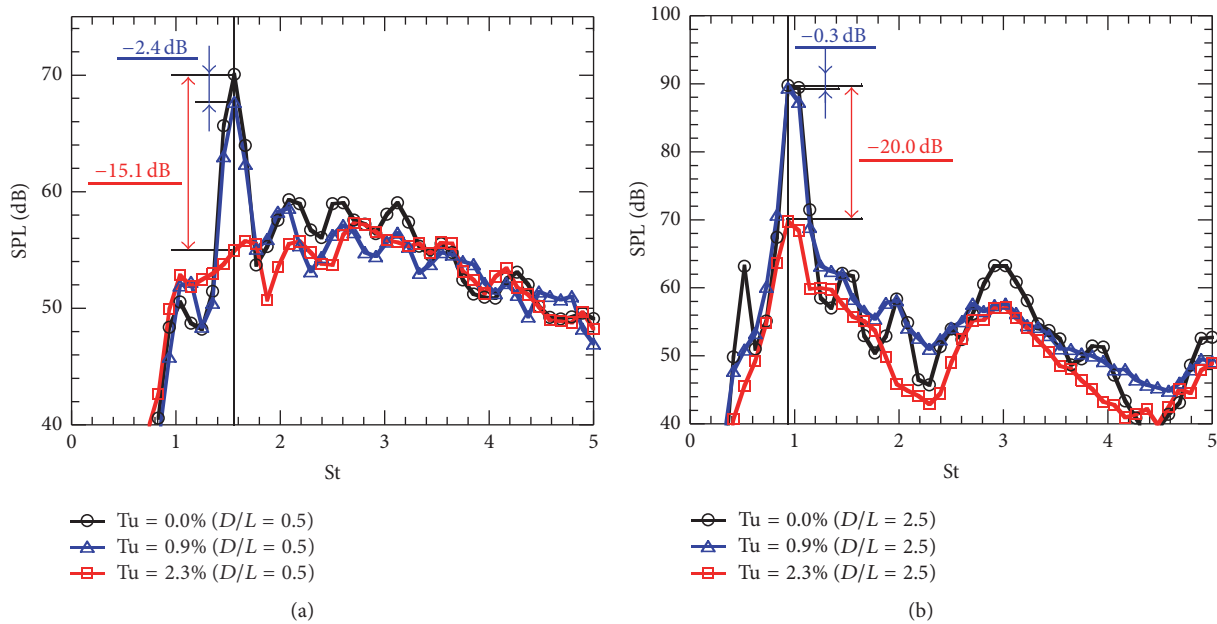 80
70
60
50
40
SPL (dB)
0
1
2
3
4
5
St
−2.4 dB
−15.1 dB
Tu = 0.0% (D/L = 0.5)
Tu = 0.9% (D/L = 0.5)
Tu = 2.3% (D/L = 0.5)
(a)
100
90
80
70
60
50
40
SPL (dB)
0
1
2
3
4
5
St
−0.3 dB
−20.0 dB
Tu = 0.0% (D/L = 2.5)
Tu = 0.9% (D/L = 2.5)
Tu = 2.3% (D/L = 2.5)
(b)